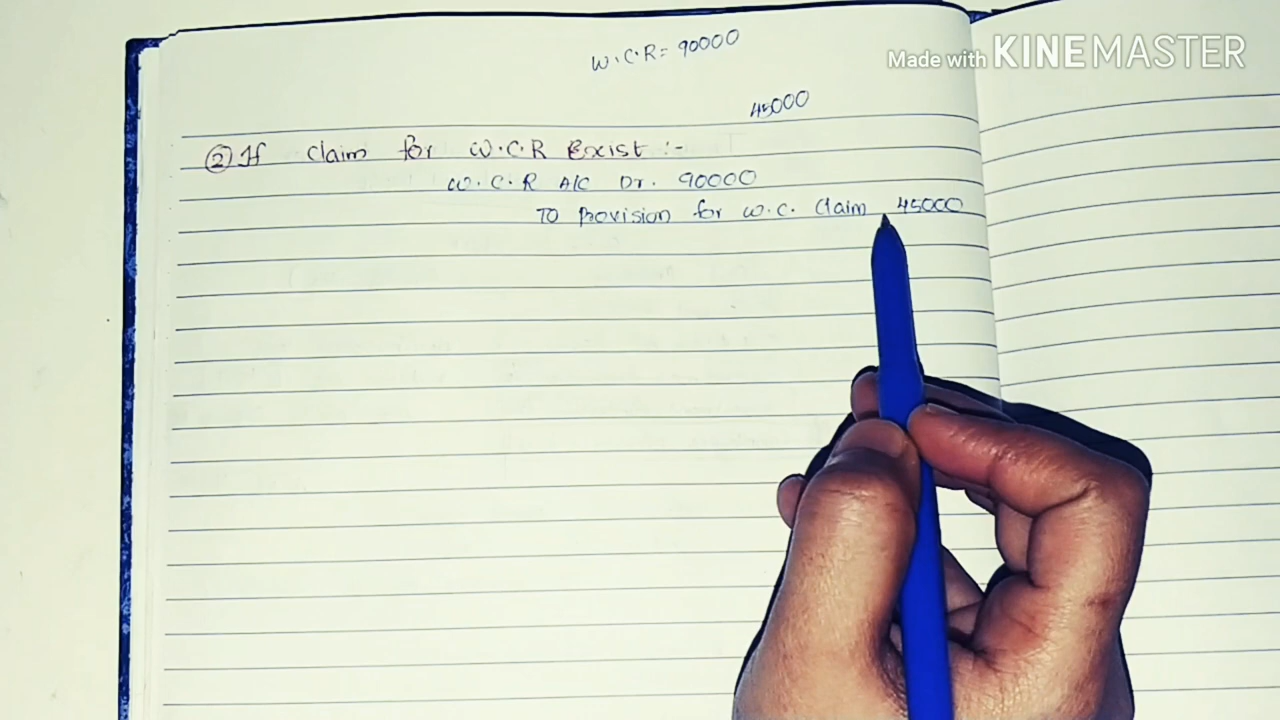 W.C.R = 90000
Made with KINEMASTER
45000
② If Claim for W.C.R Exist :-
W.C.R A/C Dr. 90000
To Provision for W.C. Claim 45000